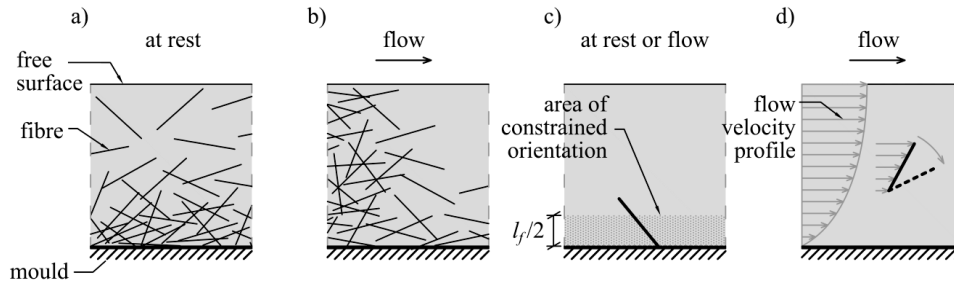 a)
at rest
free
surface
fibre
mould
b)
flow
c)
at rest or flow
area of
constrained
orientation
l_f/2
d)
flow
flow
velocity
profile